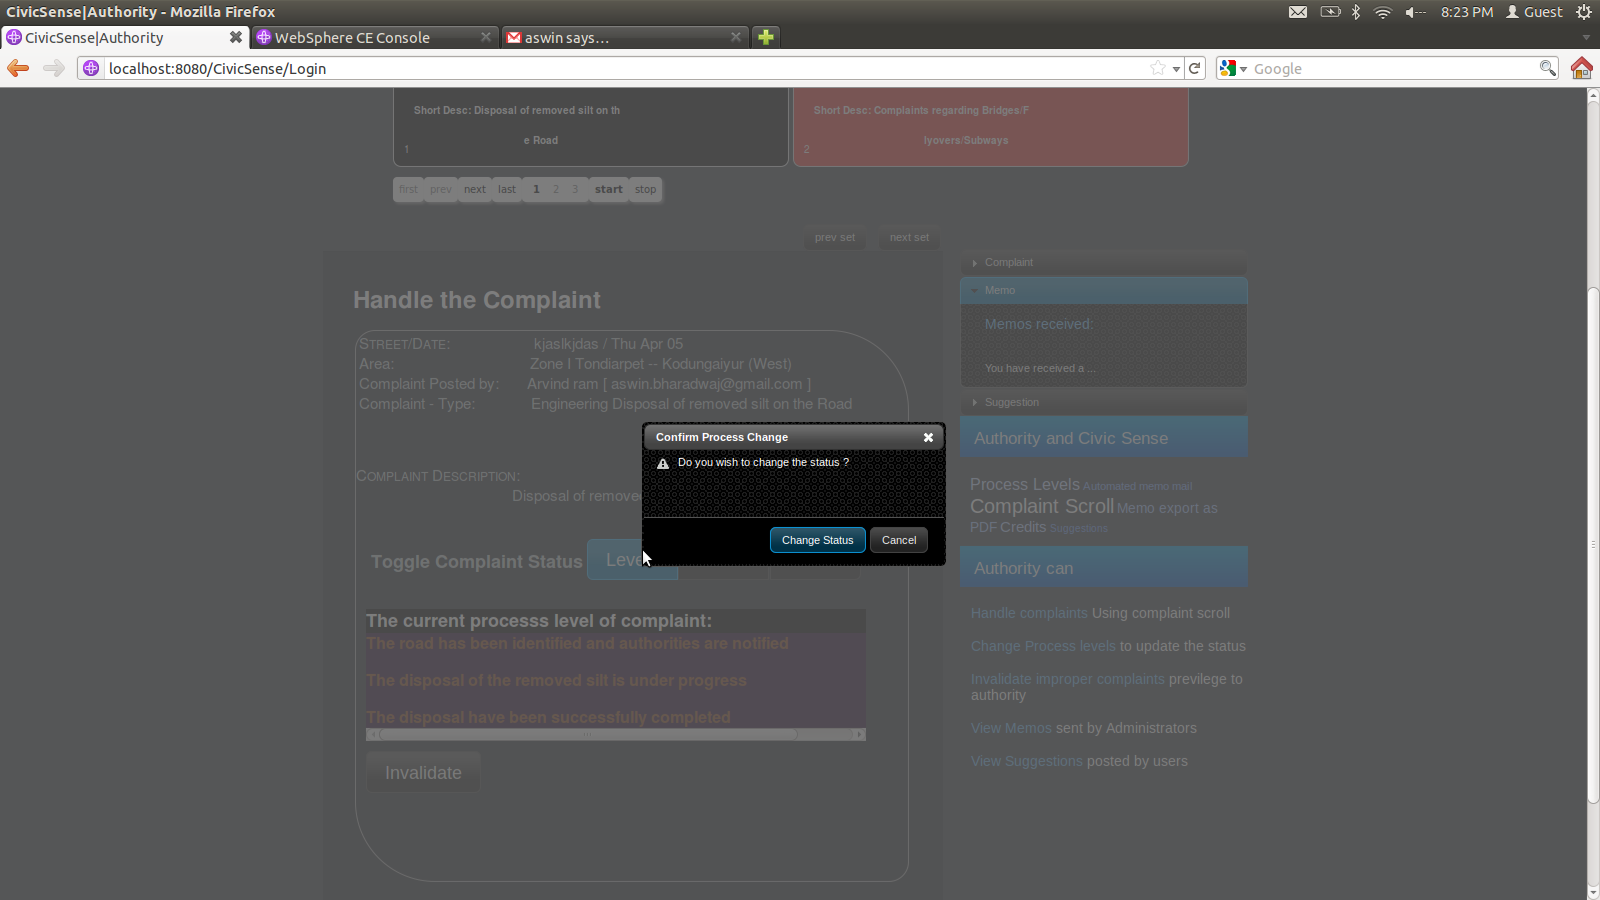 CivicSense|Authority - Mozilla Firefox
8:23 PM Guest
CivicSense|Authority
WebSphere CE Console
aswin says...
localhost:8080/CivicSense/Login
Google
Short Desc: Disposal of removed silt on th
e Road
1
Short Desc: Complaints regarding Bridges/F
lyovers/Subways
2
first prev next last 1 2 3 start stop
prev set next set
Handle the Complaint
STREET/DATE: kjaslkjdas / Thu Apr 05
Area: Zone I Tondiarpet -- Kodungaiyur (West)
Complaint Posted by: Arvind ram [ aswin.bharadwaj@gmail.com ]
Complaint - Type: Engineering Disposal of removed silt on the Road
COMPLAINT DESCRIPTION:
Disposal of remove
Confirm Process Change
Do you wish to change the status ?
Change Status Cancel
Toggle Complaint Status Leve
The current processs level of complaint:
The road has been identified and authorities are notified
The disposal of the removed silt is under progress
The disposal have been successfully completed
Invalidate
Complaint
Memo
Memos received:
You have received a ...
Suggestion
Authority and Civic Sense
Process Levels Automated memo mail
Complaint Scroll Memo export as
PDF Credits Suggestions
Authority can
Handle complaints Using complaint scroll
Change Process levels to update the status
Invalidate improper complaints previlege to
authority
View Memos sent by Administrators
View Suggestions posted by users